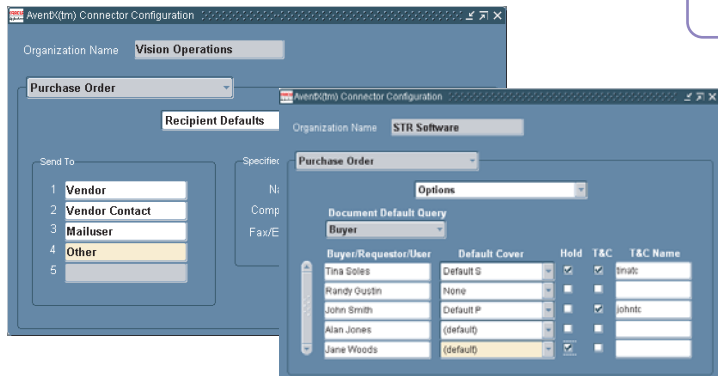 AventX(tm) Connector Configuration
Organization Name Vision Operations
Purchase Order
Recipient Defaults
Send To
1 Vendor
2 Vendor Contact
3 Mailuser
4 Other
5
Specified
Comp
Fax/E
AventX(tm) Connector Configuration
Organization Name STR Software
Purchase Order
Options
Document Default Query
Buyer
Buyer/Requestor/User Default Cover Hold T&C T&C Name
Tina Soles Default S tinatc
Randy Gustin None
John Smith Default P johntc
Alan Jones (default)
Jane Woods (default)